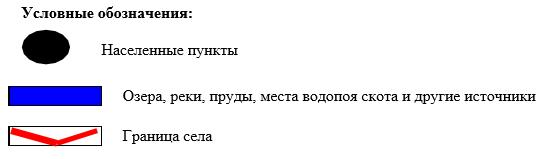 Условные обозначения:
Населенные пункты
Озера, реки, пруды, места водопоя скота и другие источники
Граница села